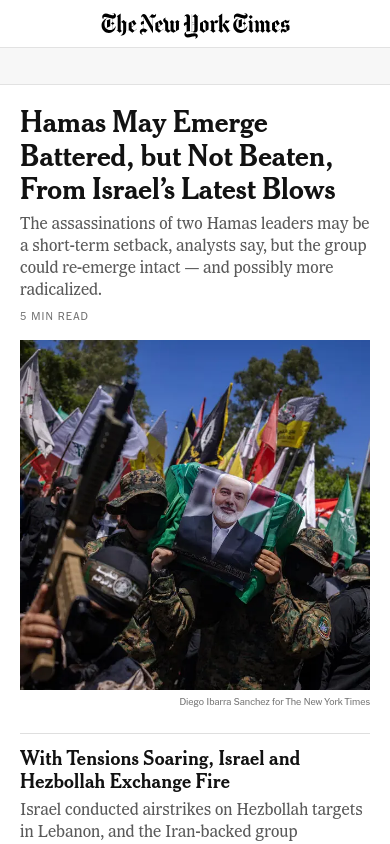 The New York Times
Hamas May Emerge
Battered, but Not Beaten,
From Israel’s Latest Blows
The assassinations of two Hamas leaders may be
a short-term setback, analysts say, but the group
could re-emerge intact — and possibly more
radicalized.
5 MIN READ
Diego Ibarra Sanchez for The New York Times
With Tensions Soaring, Israel and
Hezbollah Exchange Fire
Israel conducted airstrikes on Hezbollah targets
in Lebanon, and the Iran-backed group